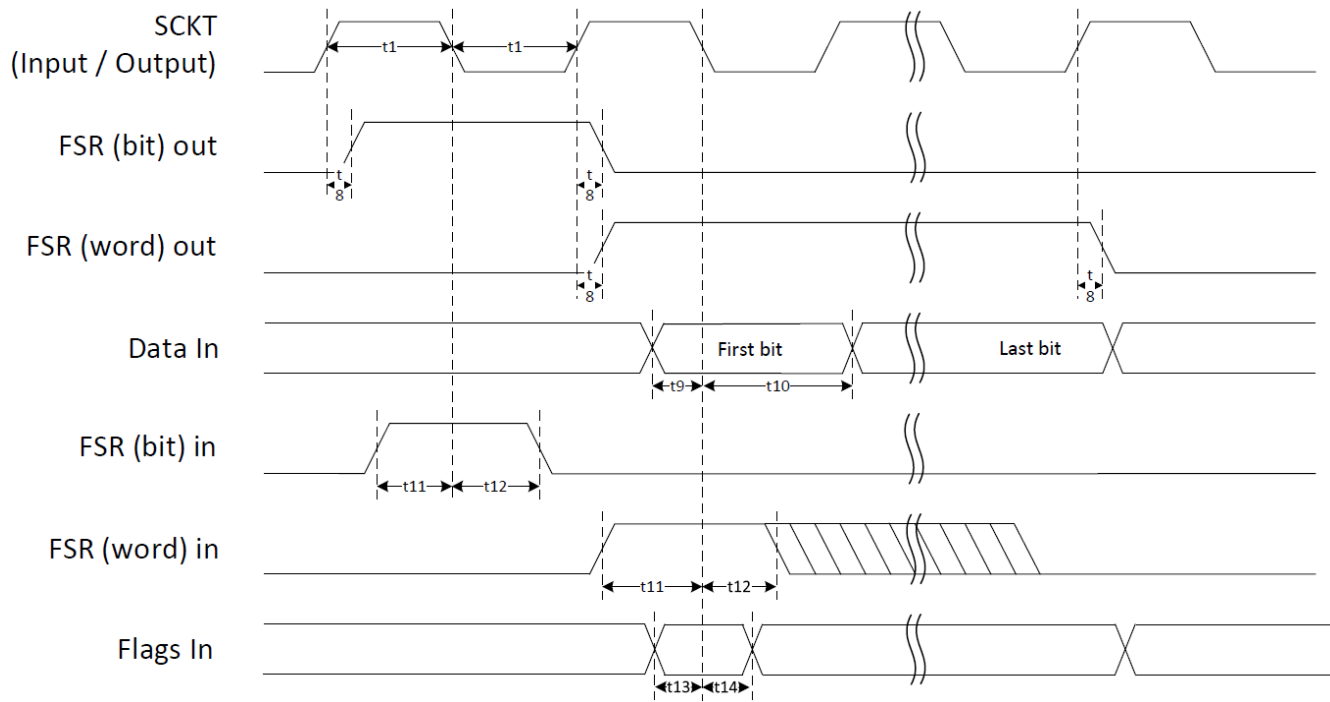 SCKT
(Input / Output)
t1
t1
FSR (bit) out
t
8
t
8
FSR (word) out
t
8
t
8
Data In
First bit
Last bit
t9
t10
FSR (bit) in
t11
t12
FSR (word) in
t11
t12
Flags In
t13
t14